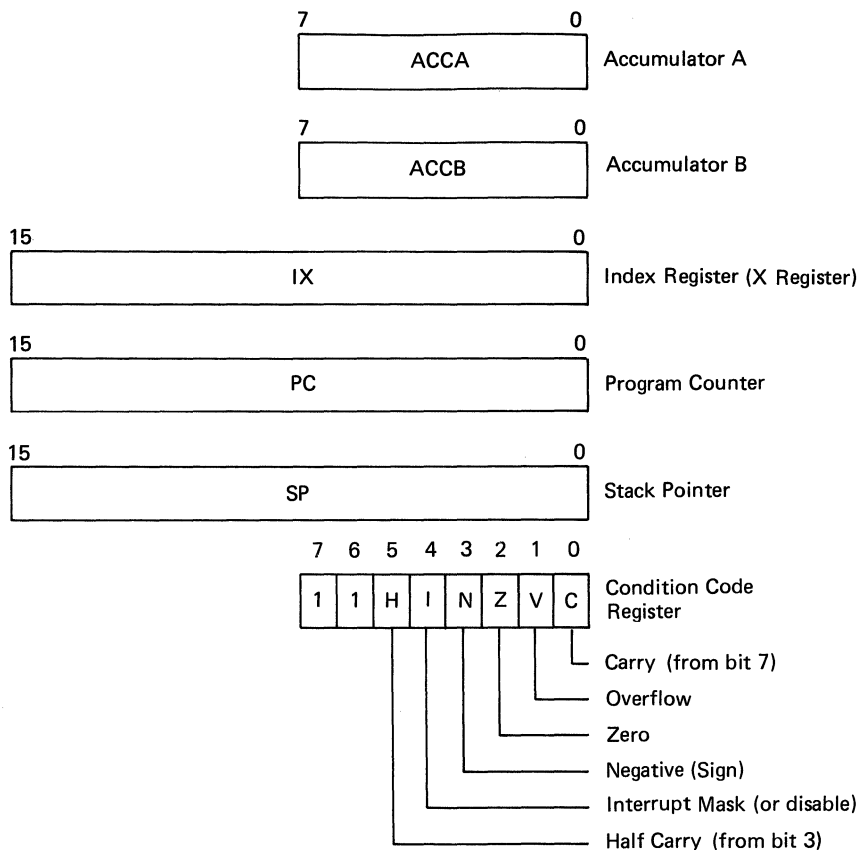 7 0
ACCA Accumulator A
7 0
ACCB Accumulator B
15 0
IX Index Register (X Register)
15 0
PC Program Counter
15 0
SP Stack Pointer
7 6 5 4 3 2 1 0
1 1 H I N Z V C Condition Code
Register
Carry (from bit 7)
Overflow
Zero
Negative (Sign)
Interrupt Mask (or disable)
Half Carry (from bit 3)